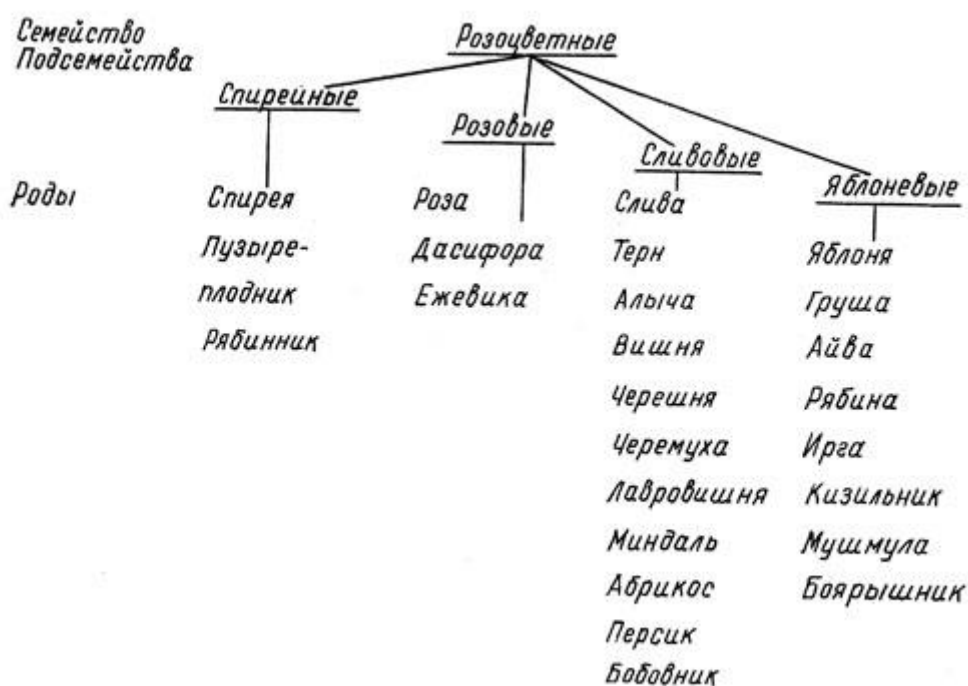 Семейство
Подсемейства
Розоцветные
Спирейные
Розовые
Сливовые
Яблоневые
Роды
Спирея
Пузыре-
плодник
Рябинник
Роза
Дасифора
Ежевика
Слива
Терн
Алыча
Вишня
Черешня
Черемуха
Лавровишня
Миндаль
Абрикос
Персик
Бобовник
Яблоня
Груша
Айва
Рябина
Ирга
Кизильник
Мушмула
Боярышник